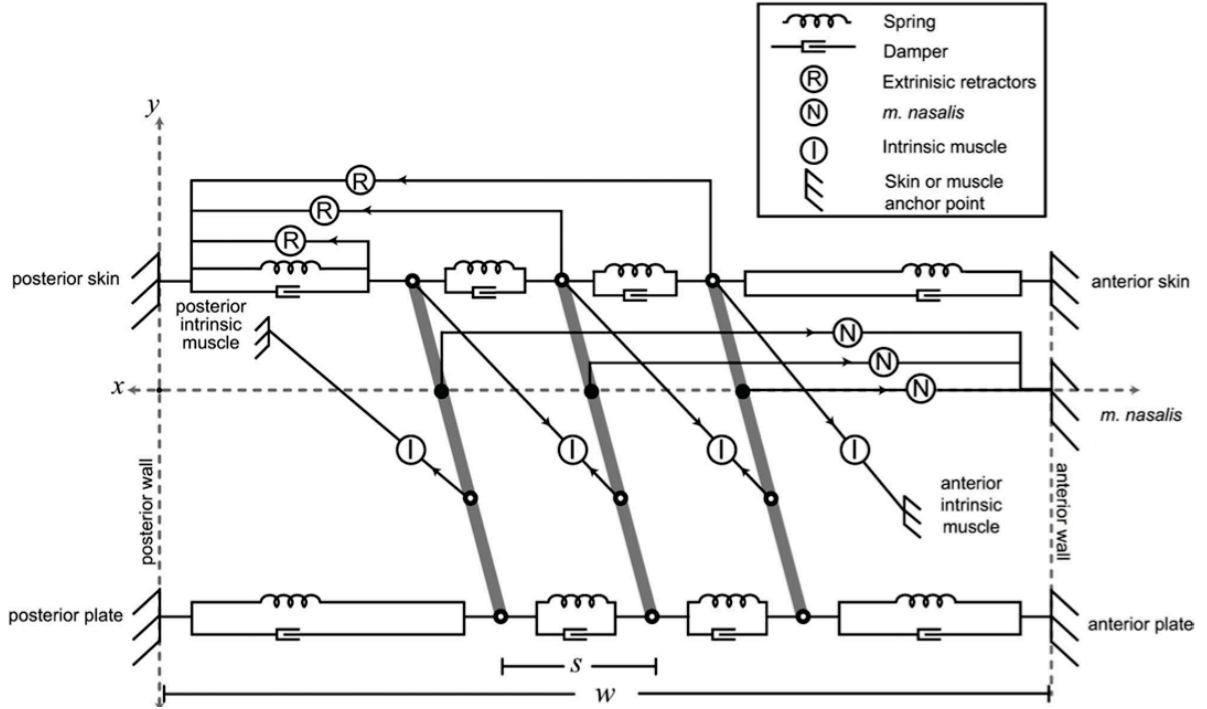 Spring
Damper
R
Extrinisic retractors
N
m. nasalis
I
Intrinsic muscle
Skin or muscle
anchor point
y
R
R
R
posterior skin
anterior skin
posterior
intrinsic
muscle
N
N
x
N
m. nasalis
I
I
I
I
posterior wall
anterior
intrinsic
muscle
anterior wall
posterior plate
anterior plate
s
w